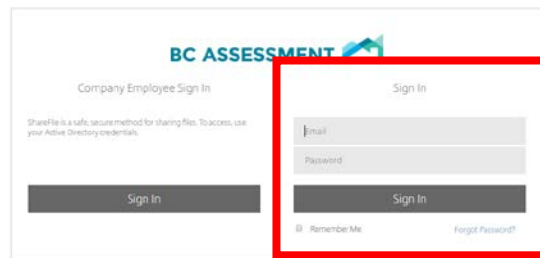 BC ASSESSMENT
Company Employee Sign In
ShareFile is a safe, secure method for sharing files. To access, use
your Active Directory credentials.
Sign In
Sign In
Email
Password
Sign In
Remember Me
Forgot Password?